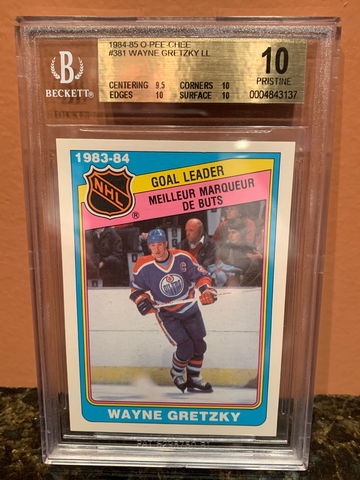 1984-85 O-PEE-CHEE
#381 WAYNE GRETZKY LL
B
BECKETT
CENTERING 9.5 CORNERS 10
EDGES 10 SURFACE 10
10
PRISTINE
0004843137
1983-84
NHL
®
GOAL LEADER
MEILLEUR MARQUEUR
DE BUTS
C
OILERS
WAYNE GRETZKY